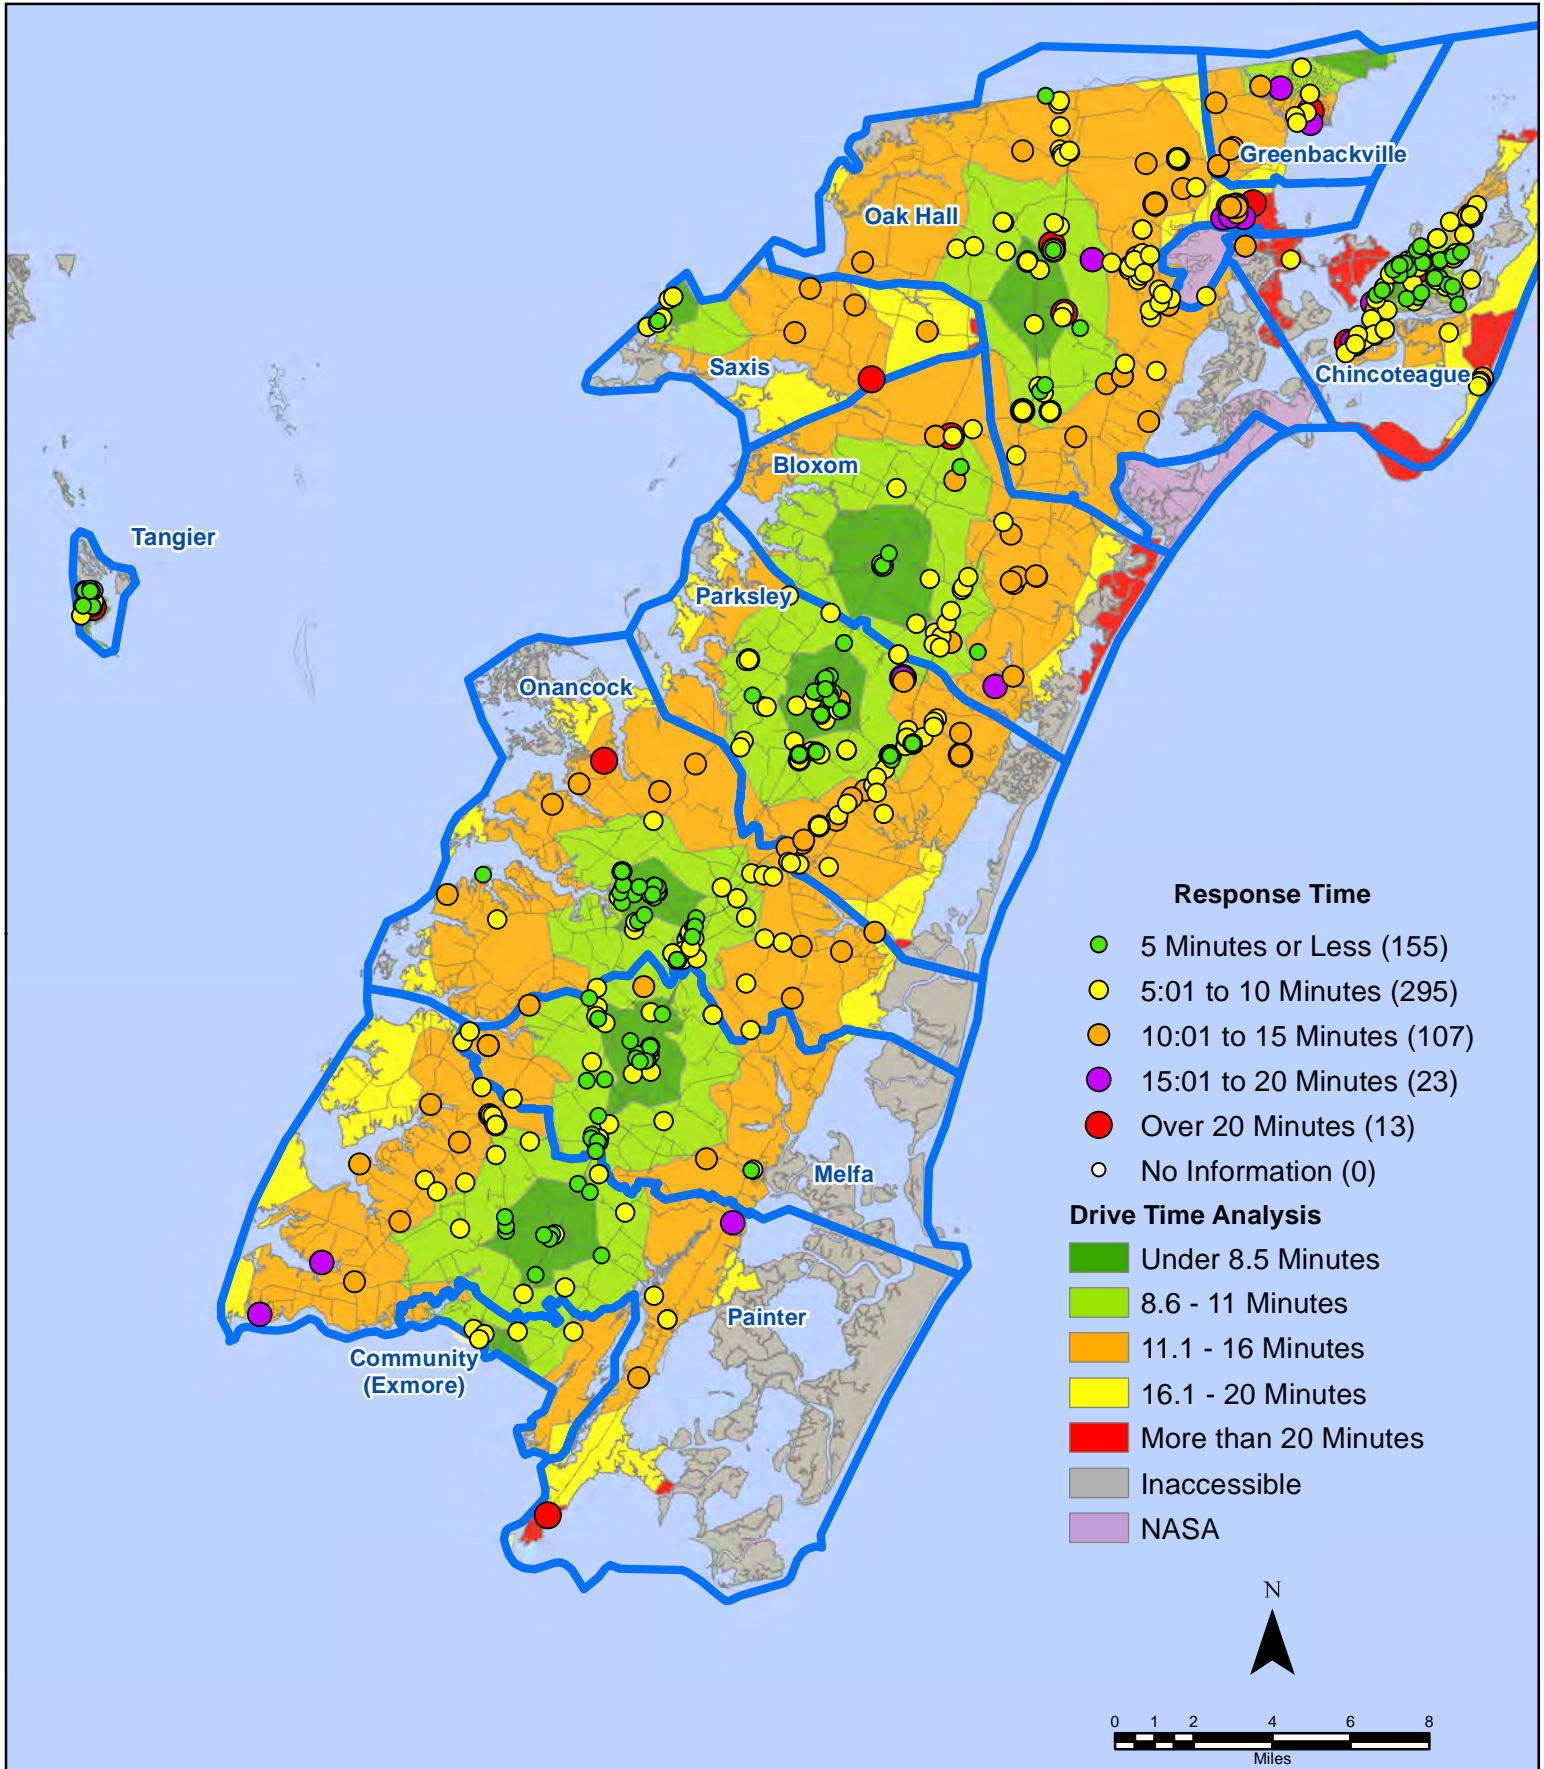 Greenbackville
Oak Hall
Saxis
Chincoteague
Bloxom
Tangier
Parksley
Onancock
Melfa
Painter
Community
(Exmore)
Response Time
5 Minutes or Less (155)
5:01 to 10 Minutes (295)
10:01 to 15 Minutes (107)
15:01 to 20 Minutes (23)
Over 20 Minutes (13)
No Information (0)
Drive Time Analysis
Under 8.5 Minutes
8.6 - 11 Minutes
11.1 - 16 Minutes
16.1 - 20 Minutes
More than 20 Minutes
Inaccessible
NASA
N
0 1 2 4 6 8
Miles